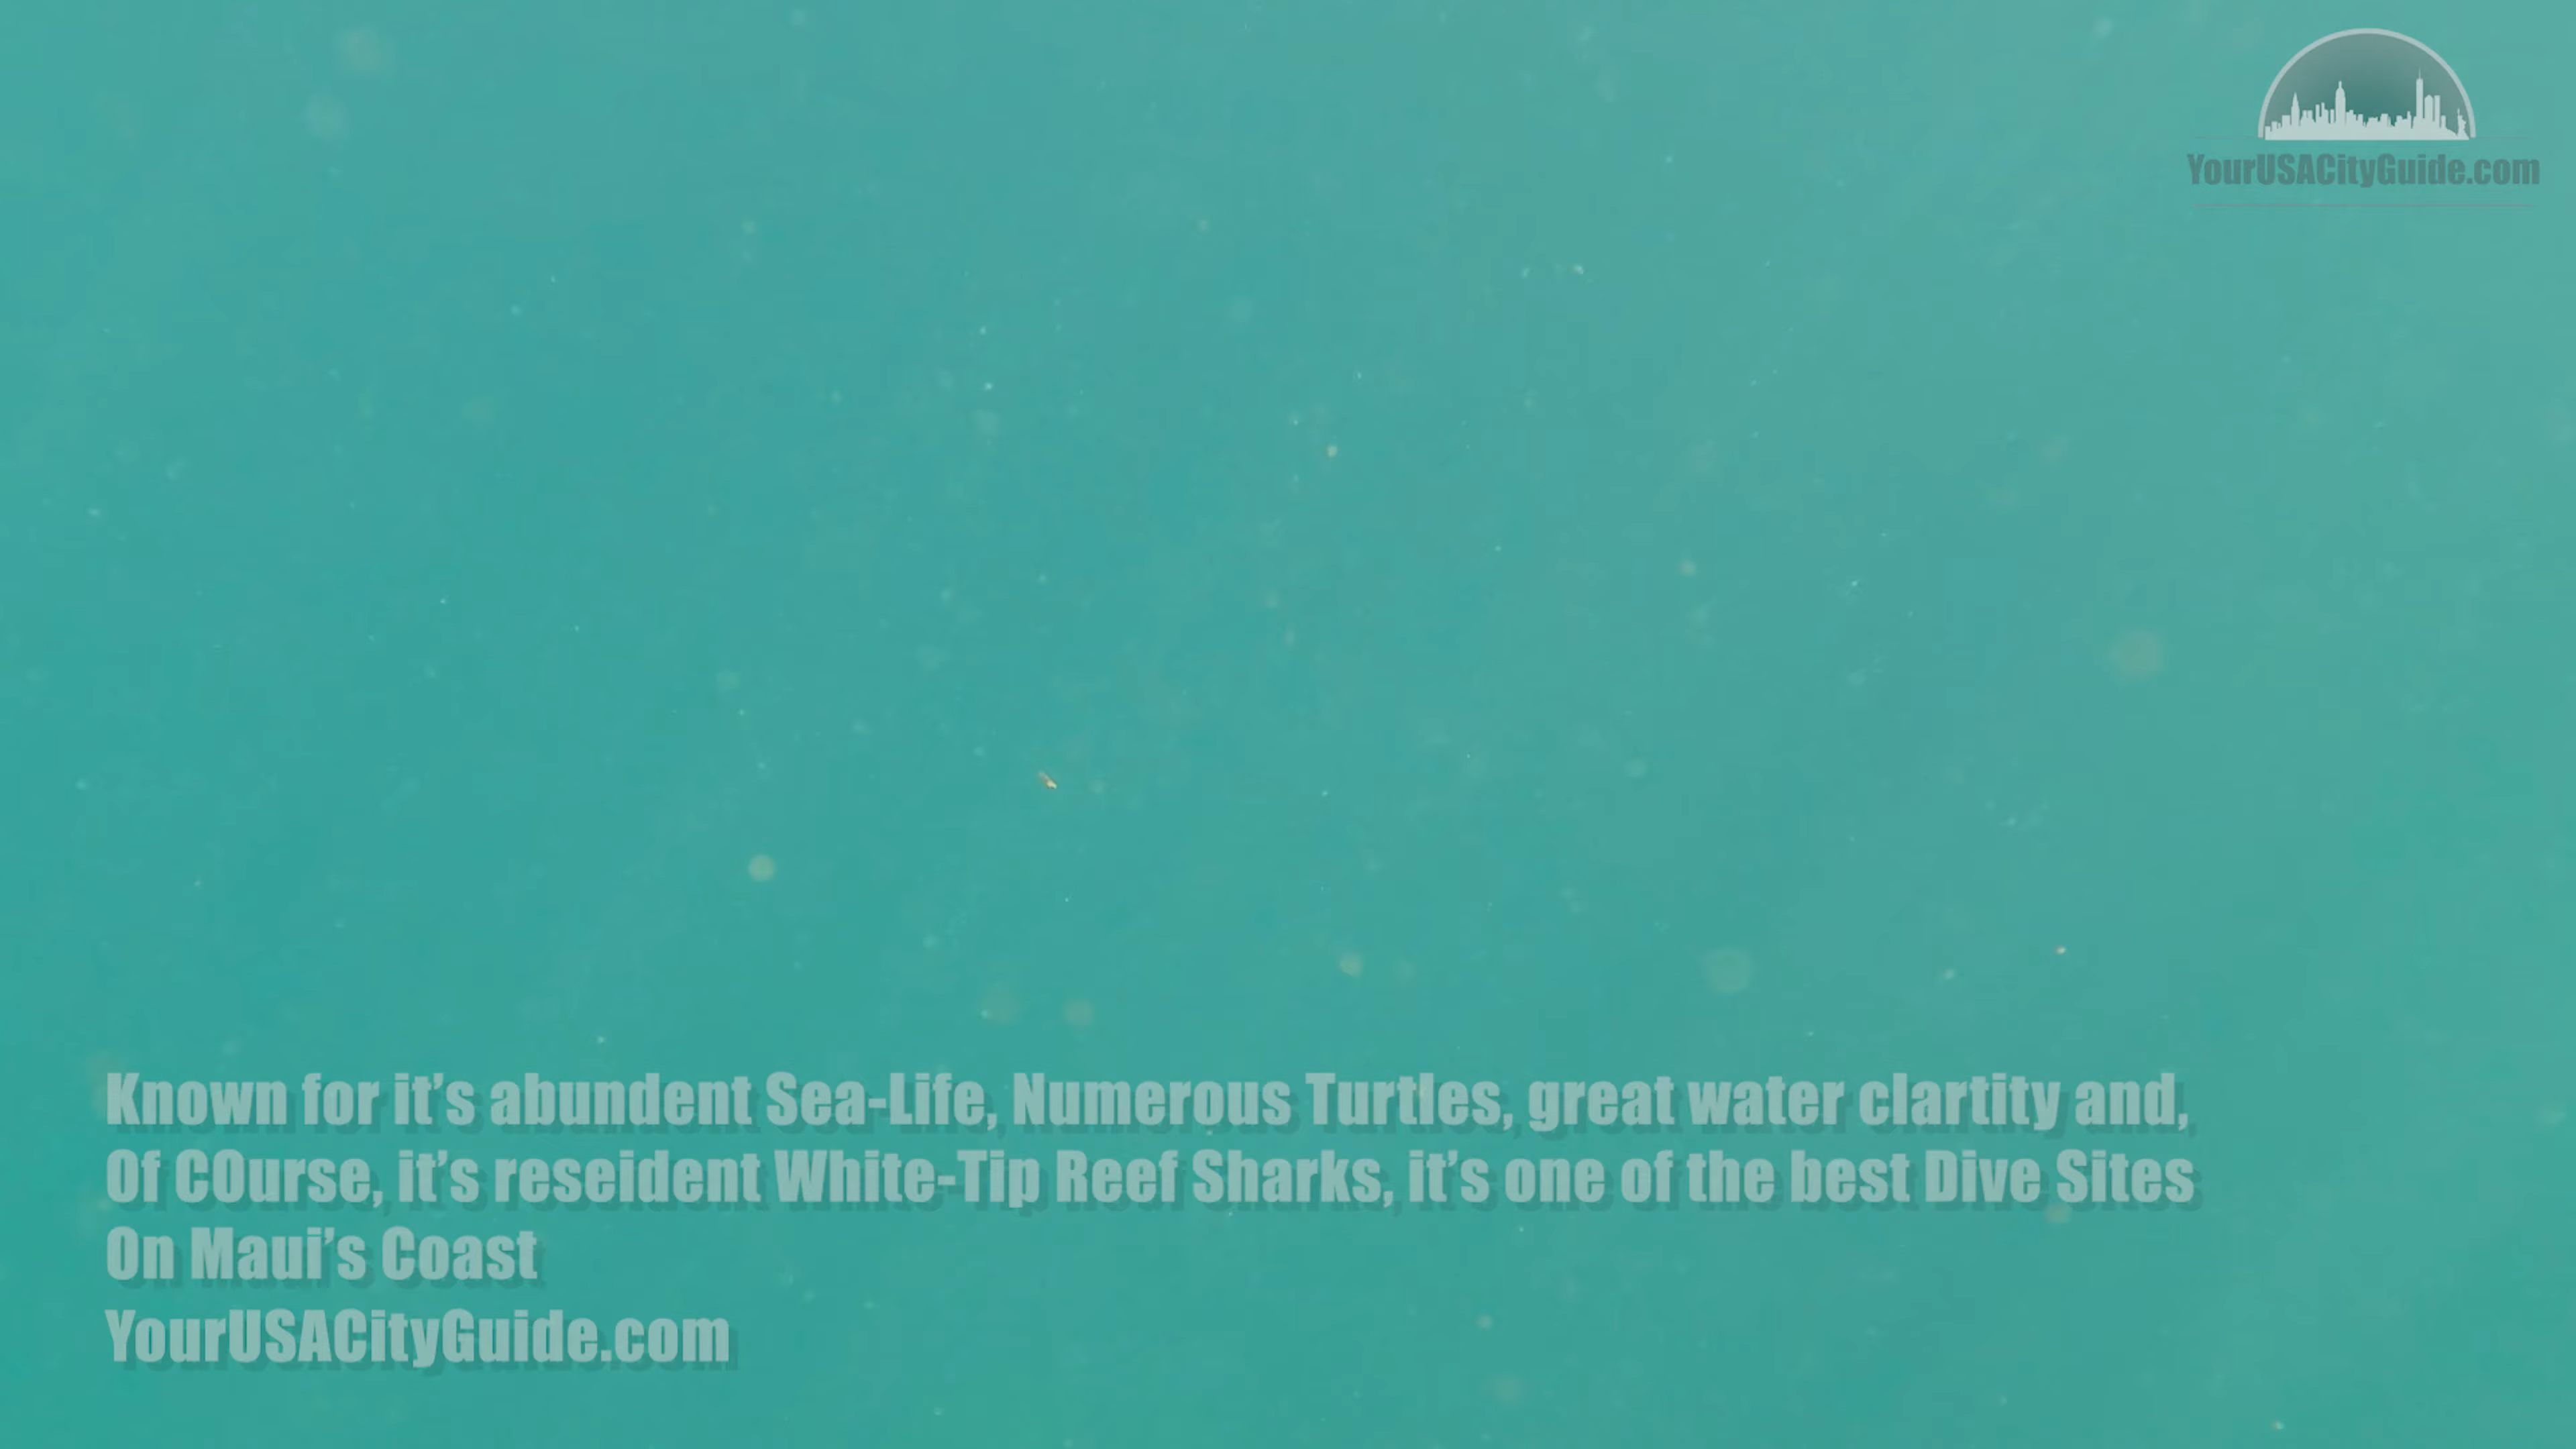 YourUSACityGuide.com
Known for it’s abundent Sea-Life, Numerous Turtles, great water clartity and,
Of COurse, it’s reseident White-Tip Reef Sharks, it’s one of the best Dive Sites
On Maui’s Coast
YourUSACityGuide.com